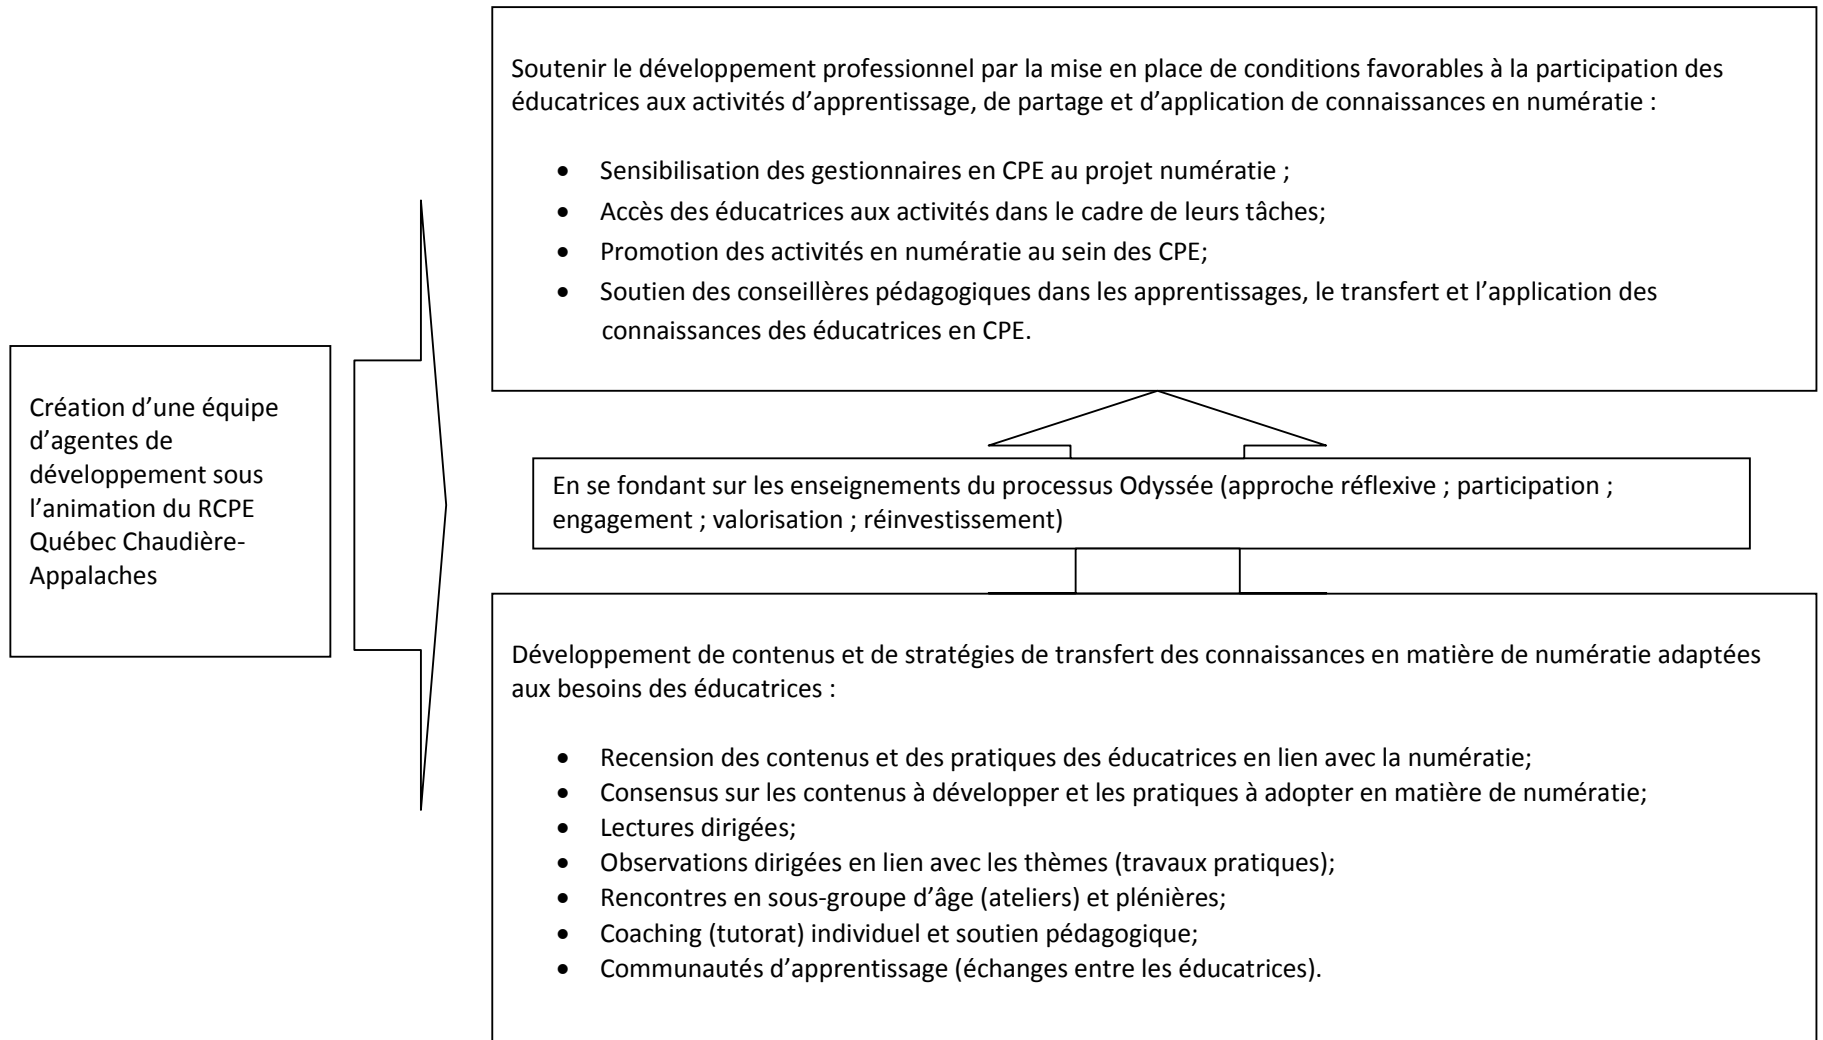 Soutenir le développement professionnel par la mise en place de conditions favorables à la participation des
éducatrices aux activités d’apprentissage, de partage et d’application de connaissances en numératie :
• Sensibilisation des gestionnaires en CPE au projet numératie ;
• Accès des éducatrices aux activités dans le cadre de leurs tâches;
• Promotion des activités en numératie au sein des CPE;
• Soutien des conseillères pédagogiques dans les apprentissages, le transfert et l’application des
connaissances des éducatrices en CPE.
Création d’une équipe
d’agentes de
développement sous
l’animation du RCPE
Québec Chaudière-
Appalaches
En se fondant sur les enseignements du processus Odyssée (approche réflexive ; participation ;
engagement ; valorisation ; réinvestissement)
Développement de contenus et de stratégies de transfert des connaissances en matière de numératie adaptées
aux besoins des éducatrices :
• Recension des contenus et des pratiques des éducatrices en lien avec la numératie;
• Consensus sur les contenus à développer et les pratiques à adopter en matière de numératie;
• Lectures dirigées;
• Observations dirigées en lien avec les thèmes (travaux pratiques);
• Rencontres en sous-groupe d’âge (ateliers) et plénières;
• Coaching (tutorat) individuel et soutien pédagogique;
• Communautés d’apprentissage (échanges entre les éducatrices).